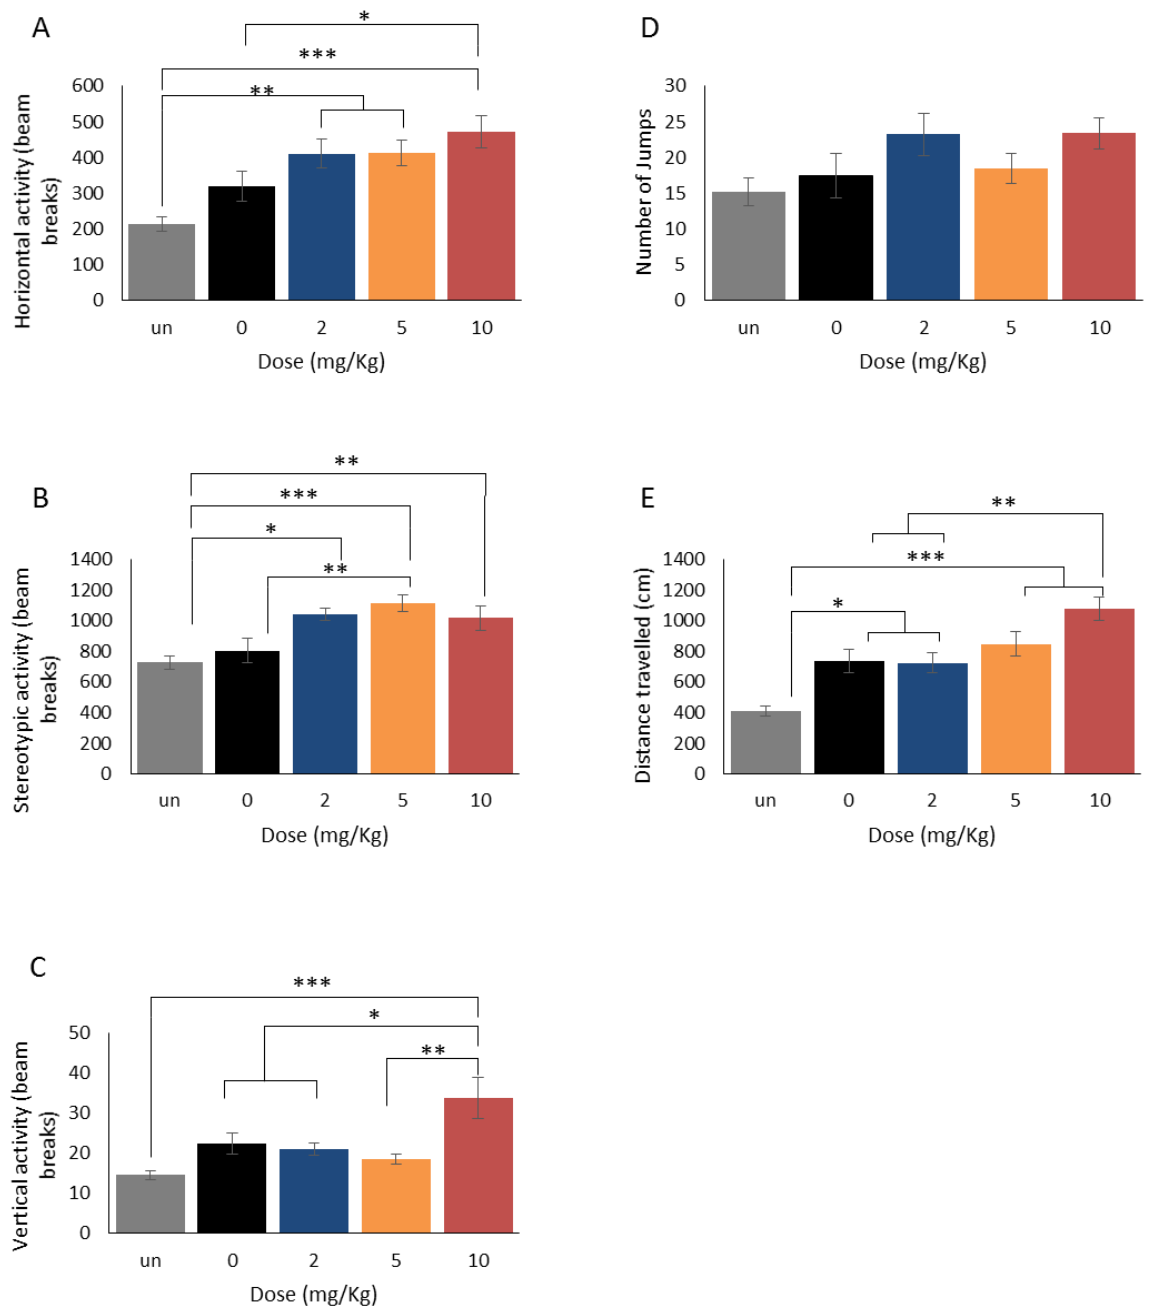 A
*
***
**
600
500
400
300
200
100
0
Horizontal activity (beam
breaks)
un 0 2 5 10
Dose (mg/Kg)
D
30
25
20
15
10
5
0
Number of Jumps
un 0 2 5 10
Dose (mg/Kg)
B
**
***
*
**
1400
1200
1000
800
600
400
200
0
Stereotypic activity (beam
breaks)
un 0 2 5 10
Dose (mg/Kg)
E
**
***
*
1400
1200
1000
800
600
400
200
0
Distance travelled (cm)
un 0 2 5 10
Dose (mg/Kg)
C
***
*
**
50
40
30
20
10
0
Vertical activity (beam
breaks)
un 0 2 5 10
Dose (mg/Kg)